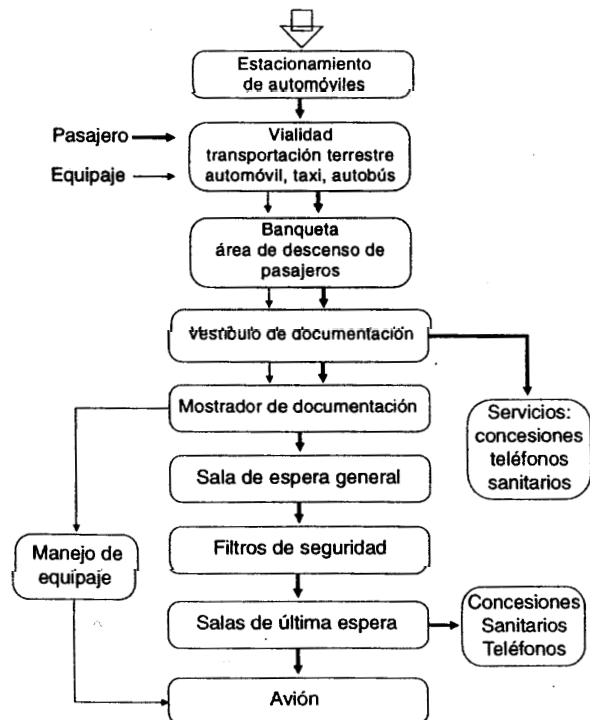 Estacionamiento
de automóviles
Pasajero
Equipaje
Vialidad
transportación terrestre
automóvil, taxi, autobús
Banqueta
área de descenso de
pasajeros
Vestíbulo de documentación
Mostrador de documentación
Servicios:
concesiones
teléfonos
sanitarios
Sala de espera general
Manejo de
equipaje
Filtros de seguridad
Salas de última espera
Concesiones
Sanitarios
Teléfonos
Avión